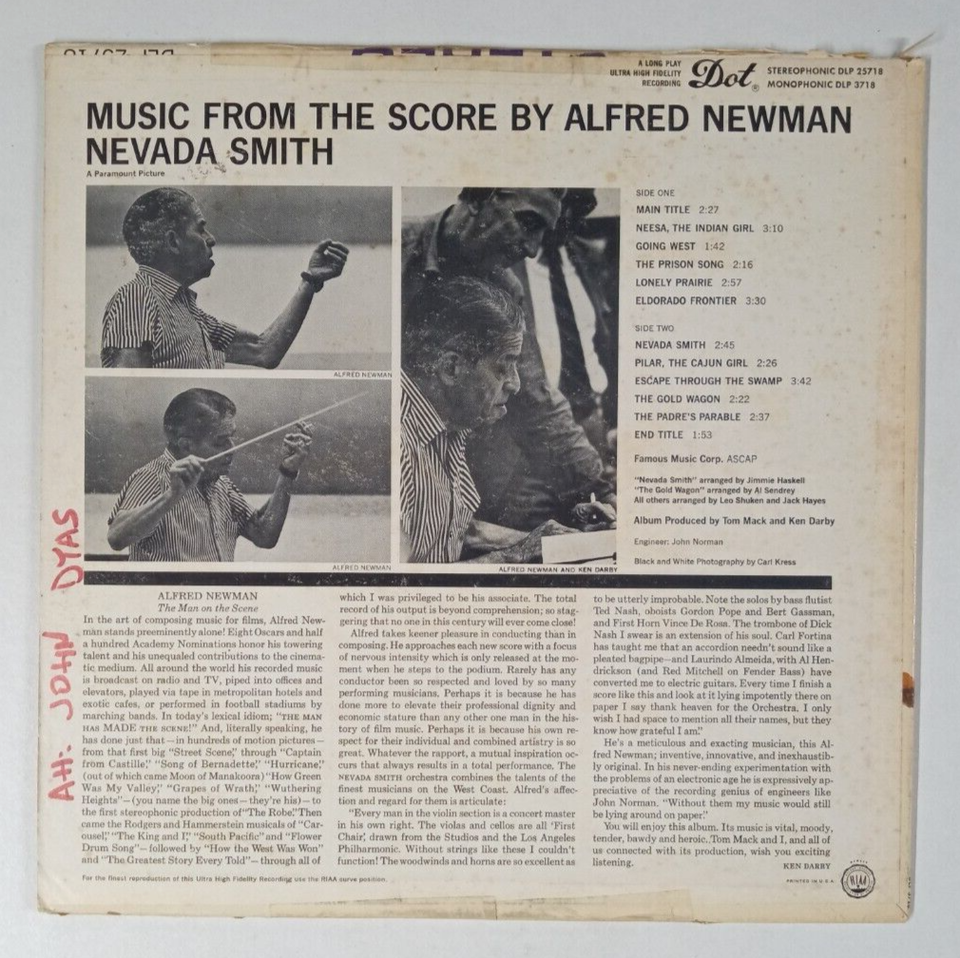 A LONG PLAY
ULTRA HIGH FIDELITY
RECORDING
Dot®
STEREOPHONIC DLP 25718
MONOPHONIC DLP 3718
MUSIC FROM THE SCORE BY ALFRED NEWMAN
NEVADA SMITH
A Paramount Picture
ALFRED NEWMAN
ALFRED NEWMAN
ALFRED NEWMAN AND KEN DARBY
SIDE ONE
MAIN TITLE 2:27
NEESA, THE INDIAN GIRL 3:10
GOING WEST 1:42
THE PRISON SONG 2:16
LONELY PRAIRIE 2:57
ELDORADO FRONTIER 3:30
SIDE TWO
NEVADA SMITH 2:45
PILAR, THE CAJUN GIRL 2:26
ESCAPE THROUGH THE SWAMP 3:42
THE GOLD WAGON 2:22
THE PADRE'S PARABLE 2:37
END TITLE 1:53
Famous Music Corp. ASCAP
"Nevada Smith" arranged by Jimmie Haskell
"The Gold Wagon" arranged by Al Sendrey
All others arranged by Leo Shuken and Jack Hayes
Album Produced by Tom Mack and Ken Darby
Engineer: John Norman
Black and White Photography by Carl Kress
Att: JOHN DYAS
ALFRED NEWMAN
The Man on the Scene
In the art of composing music for films, Alfred New-
man stands preeminently alone! Eight Oscars and half
a hundred Academy Nominations honor his towering
talent and his unequaled contributions to the cinema-
tic medium. All around the world his recorded music
is broadcast on radio and TV, piped into offices and
elevators, played via tape in metropolitan hotels and
exotic cafes, or performed in football stadiums by
marching bands. In today's lexical idiom; "THE MAN
HAS MADE THE SCENE!" And, literally speaking, he
has done just that—in hundreds of motion pictures—
from that first big "Street Scene," through "Captain
from Castille," "Song of Bernadette," "Hurricane,"
(out of which came Moon of Manakoora) "How Green
Was My Valley," "Grapes of Wrath," "Wuthering
Heights"—(you name the big ones—they're his)—to
the first stereophonic production of "The Robe." Then
came the Rodgers and Hammerstein musicals of "Car-
ousel," "The King and I," "South Pacific" and "Flower
Drum Song"—followed by "How the West Was Won"
and "The Greatest Story Ever Told"—through all of
which I was privileged to be his associate. The total
record of his output is beyond comprehension; so stag-
gering that no one in this century will ever come close!
Alfred takes keener pleasure in conducting than in
composing. He approaches each new score with a focus
of nervous intensity which is only released at the mo-
ment when he steps to the podium. Rarely has any
conductor been so respected and loved by so many
performing musicians. Perhaps it is because he has
done more to elevate their professional dignity and
economic stature than any other one man in the his-
tory of film music. Perhaps it is because his own re-
spect for their individual and combined artistry is so
great. Whatever the rapport, a mutual inspiration oc-
curs that always results in a total performance. The
NEVADA SMITH orchestra combines the talents of the
finest musicians on the West Coast. Alfred's affec-
tion and regard for them is articulate:
"Every man in the violin section is a concert master
in his own right. The violas and cellos are all 'First
Chair,' drawn from the Studios and the Los Angeles
Philharmonic. Without strings like these I couldn't
function! The woodwinds and horns are so excellent as
to be utterly improbable. Note the solos by bass flutist
Ted Nash, oboists Gordon Pope and Bert Gassman,
and First Horn Vince De Rosa. The trombone of Dick
Nash I swear is an extension of his soul. Carl Fortina
has taught me that an accordion needn't sound like a
pleated bagpipe—and Laurindo Almeida, with Al Hen-
drickson (and Red Mitchell on Fender Bass) have
converted me to electric guitars. Every time I finish a
score like this and look at it lying impotently there on
paper I say thank heaven for the Orchestra. I only
wish I had space to mention all their names, but they
know how grateful I am."
He's a meticulous and exacting musician, this Al-
fred Newman; inventive, innovative, and inexhaustib-
ly original. In his never-ending experimentation with
the problems of an electronic age he is expressively ap-
preciative of the recording genius of engineers like
John Norman. "Without them my music would still
be lying around on paper."
You will enjoy this album. Its music is vital, moody,
tender, bawdy and heroic. Tom Mack and I, and all of
us connected with its production, wish you exciting
listening.
KEN DARBY
For the finest reproduction of this Ultra High Fidelity Recording use the RIAA curve position.
PRINTED IN U.S.A.
RIAA